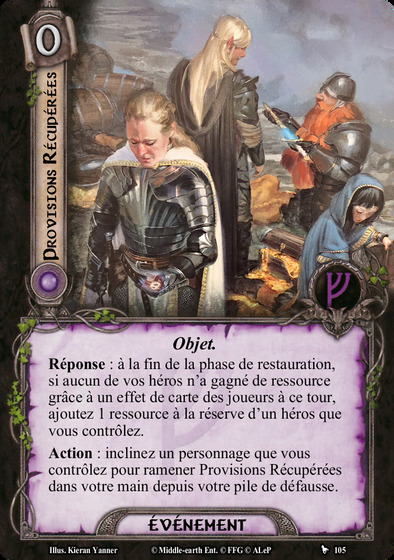 0
PROVISIONS RÉCUPÉRÉES
Objet.
Réponse : à la fin de la phase de restauration,
si aucun de vos héros n’a gagné de ressource
grâce à un effet de carte des joueurs à ce tour,
ajoutez 1 ressource à la réserve d’un héros que
vous contrôlez.
Action : inclinez un personnage que vous
contrôlez pour ramener Provisions Récupérées
dans votre main depuis votre pile de défausse.
ÉVÉNEMENT
Illus. Kieran Yanner © Middle-earth Ent. © FFG © ALeP 105